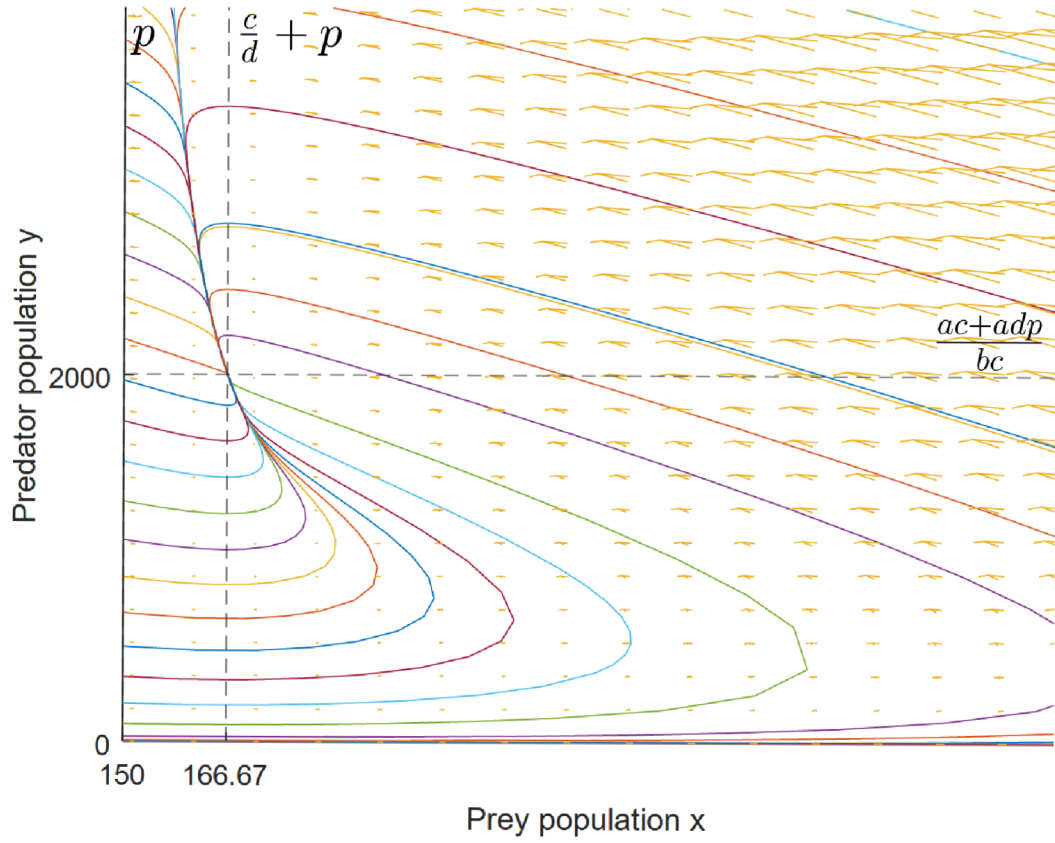 p
c/d + p
Predator population y
2000
ac+adp/bc
0
150
166.67
Prey population x